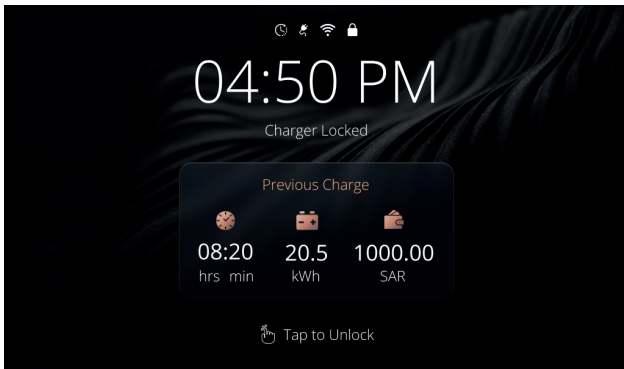 04:50 PM
Charger Locked
Previous Charge
08:20 20.5 1000.00
hrs min kWh SAR
Tap to Unlock